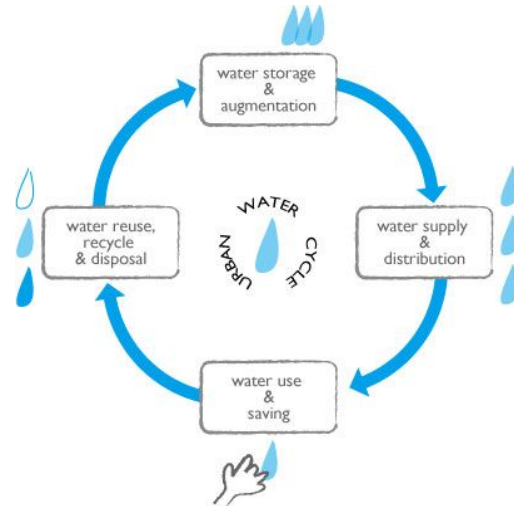 water storage
&
augmentation
water supply
&
distribution
water use
&
saving
water reuse,
recycle
& disposal
URBAN WATER CYCLE